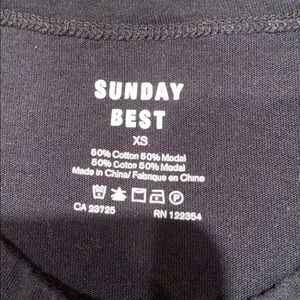 SUNDAY
BEST
XS
50% Cotton 50% Modal
50% Coton 50% Modal
Made in China/ Fabriqué en Chine
CA 23725 RN 122354